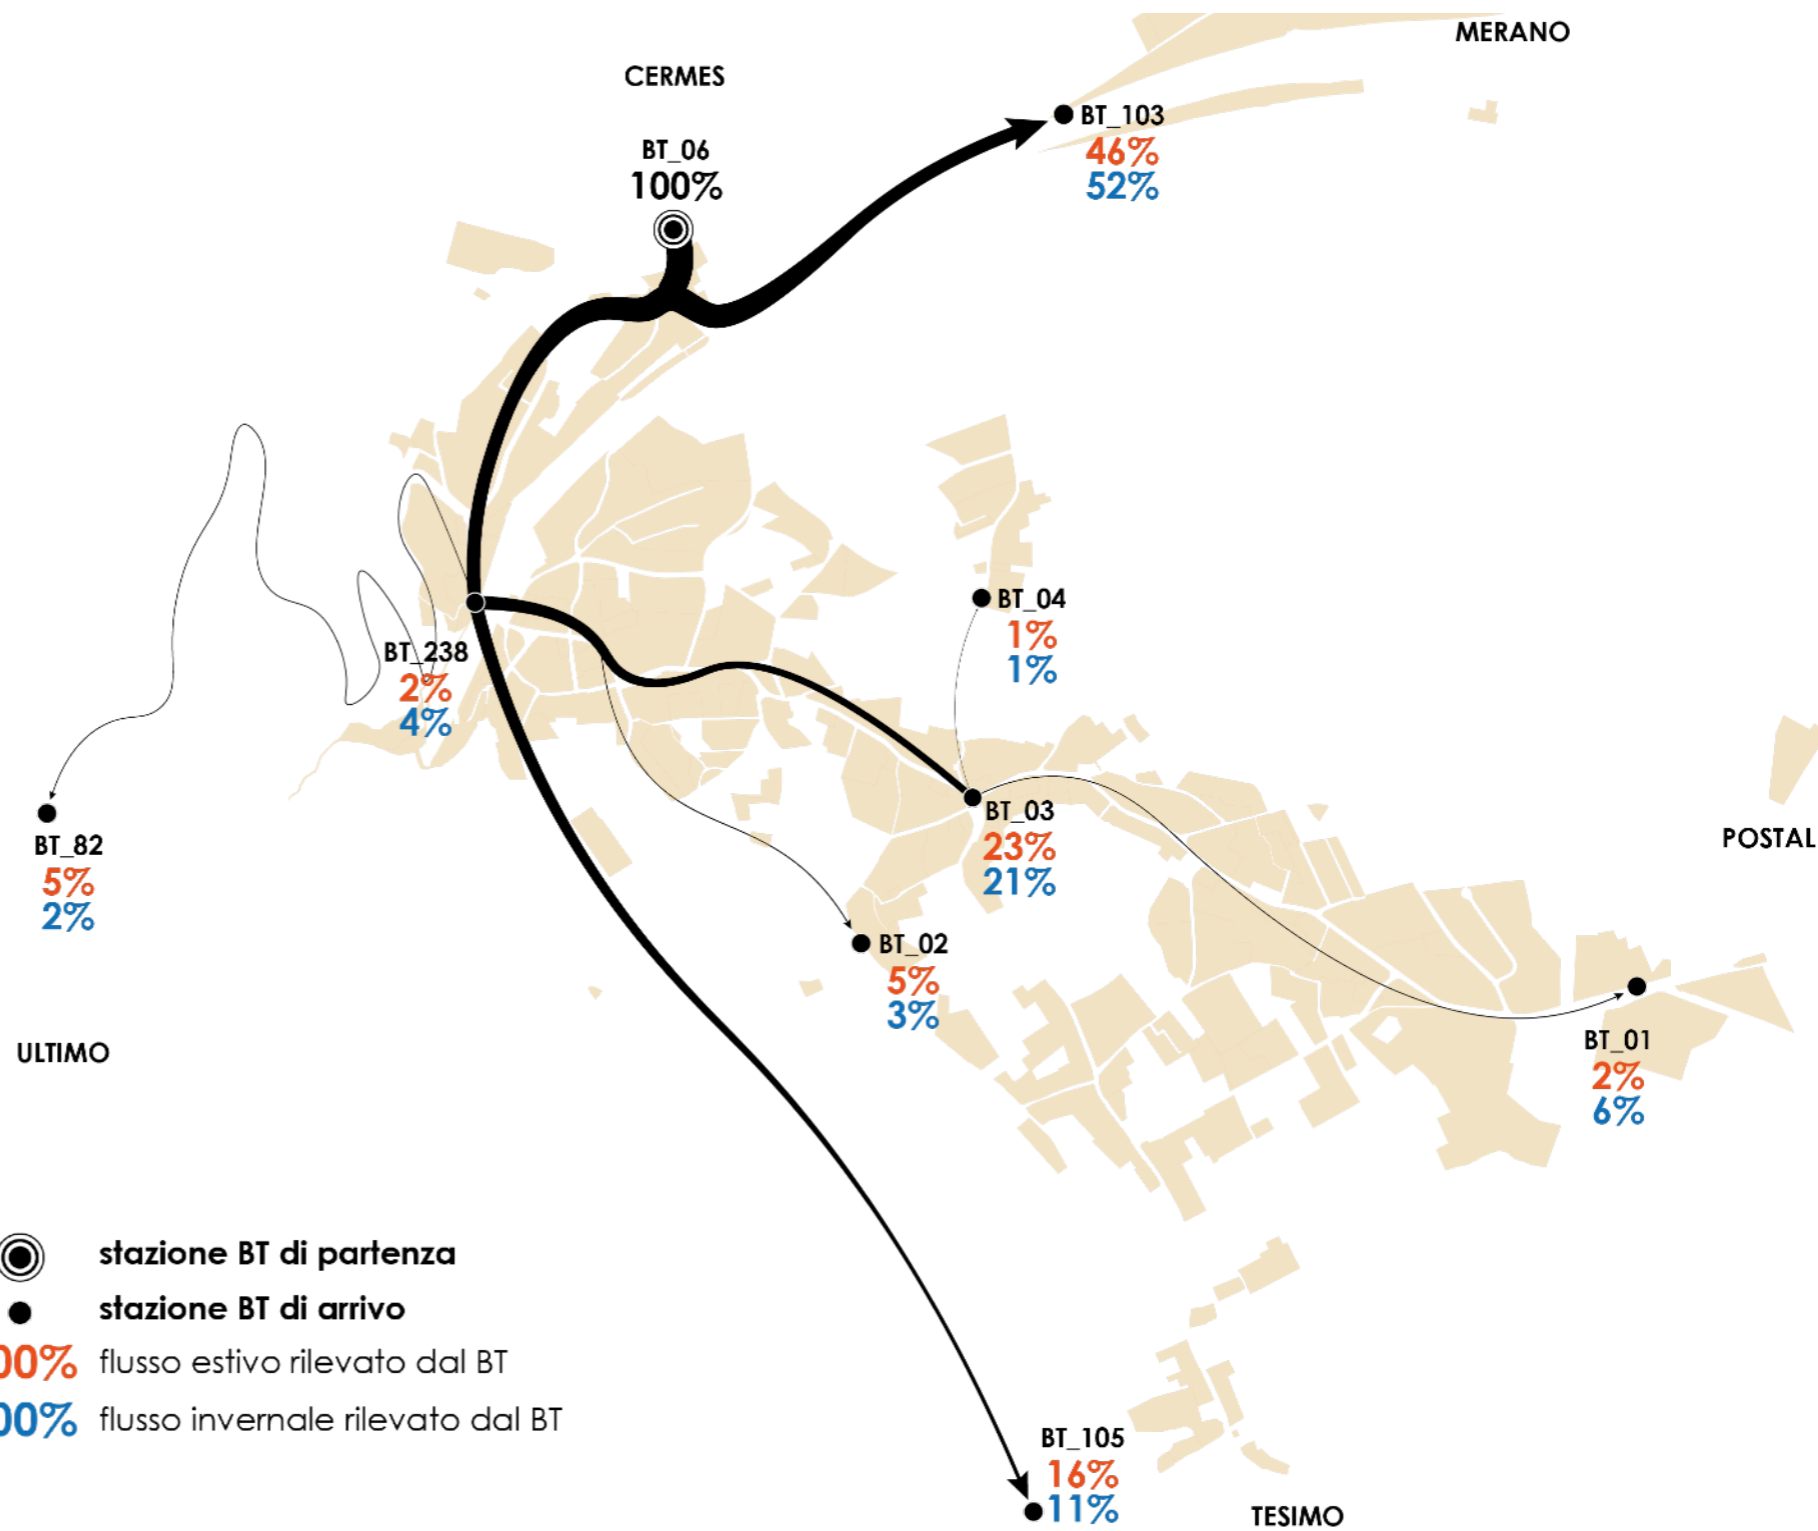 MERANO
CERMES
BT_103
46%
52%
BT_06
100%
BT_04
1%
1%
BT_238
2%
4%
BT_03
23%
21%
POSTAL
BT_82
5%
2%
BT_02
5%
3%
BT_01
2%
6%
ULTIMO
stazione BT di partenza
stazione BT di arrivo
00% flusso estivo rilevato dal BT
00% flusso invernale rilevato dal BT
BT_105
16%
11%
TESIMO